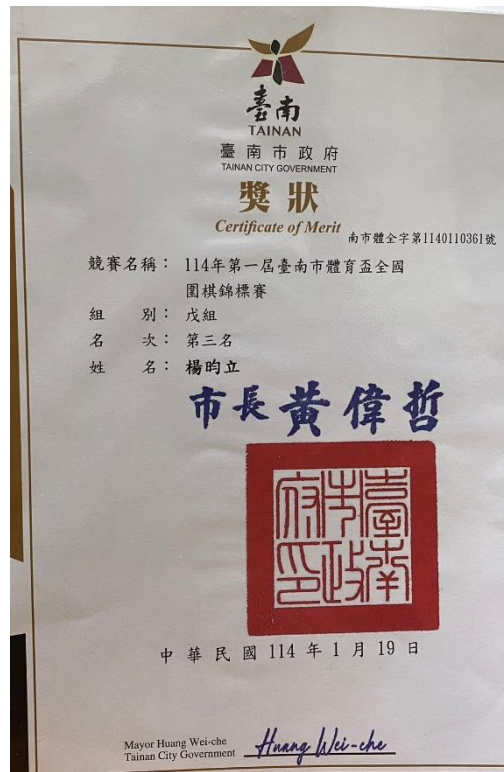 臺南
TAINAN
臺南市政府
TAINAN CITY GOVERNMENT
獎狀
Certificate of Merit
南市體全字第1140110361號
競賽名稱：114年第一屆臺南市體育盃全國
圍棋錦標賽
組別：戊組
名次：第三名
姓名：楊昀立
市長黃偉哲
臺南市政府印
中華民國114年1月19日
Mayor Huang Wei-che
Tainan City Government
Huang Wei-che